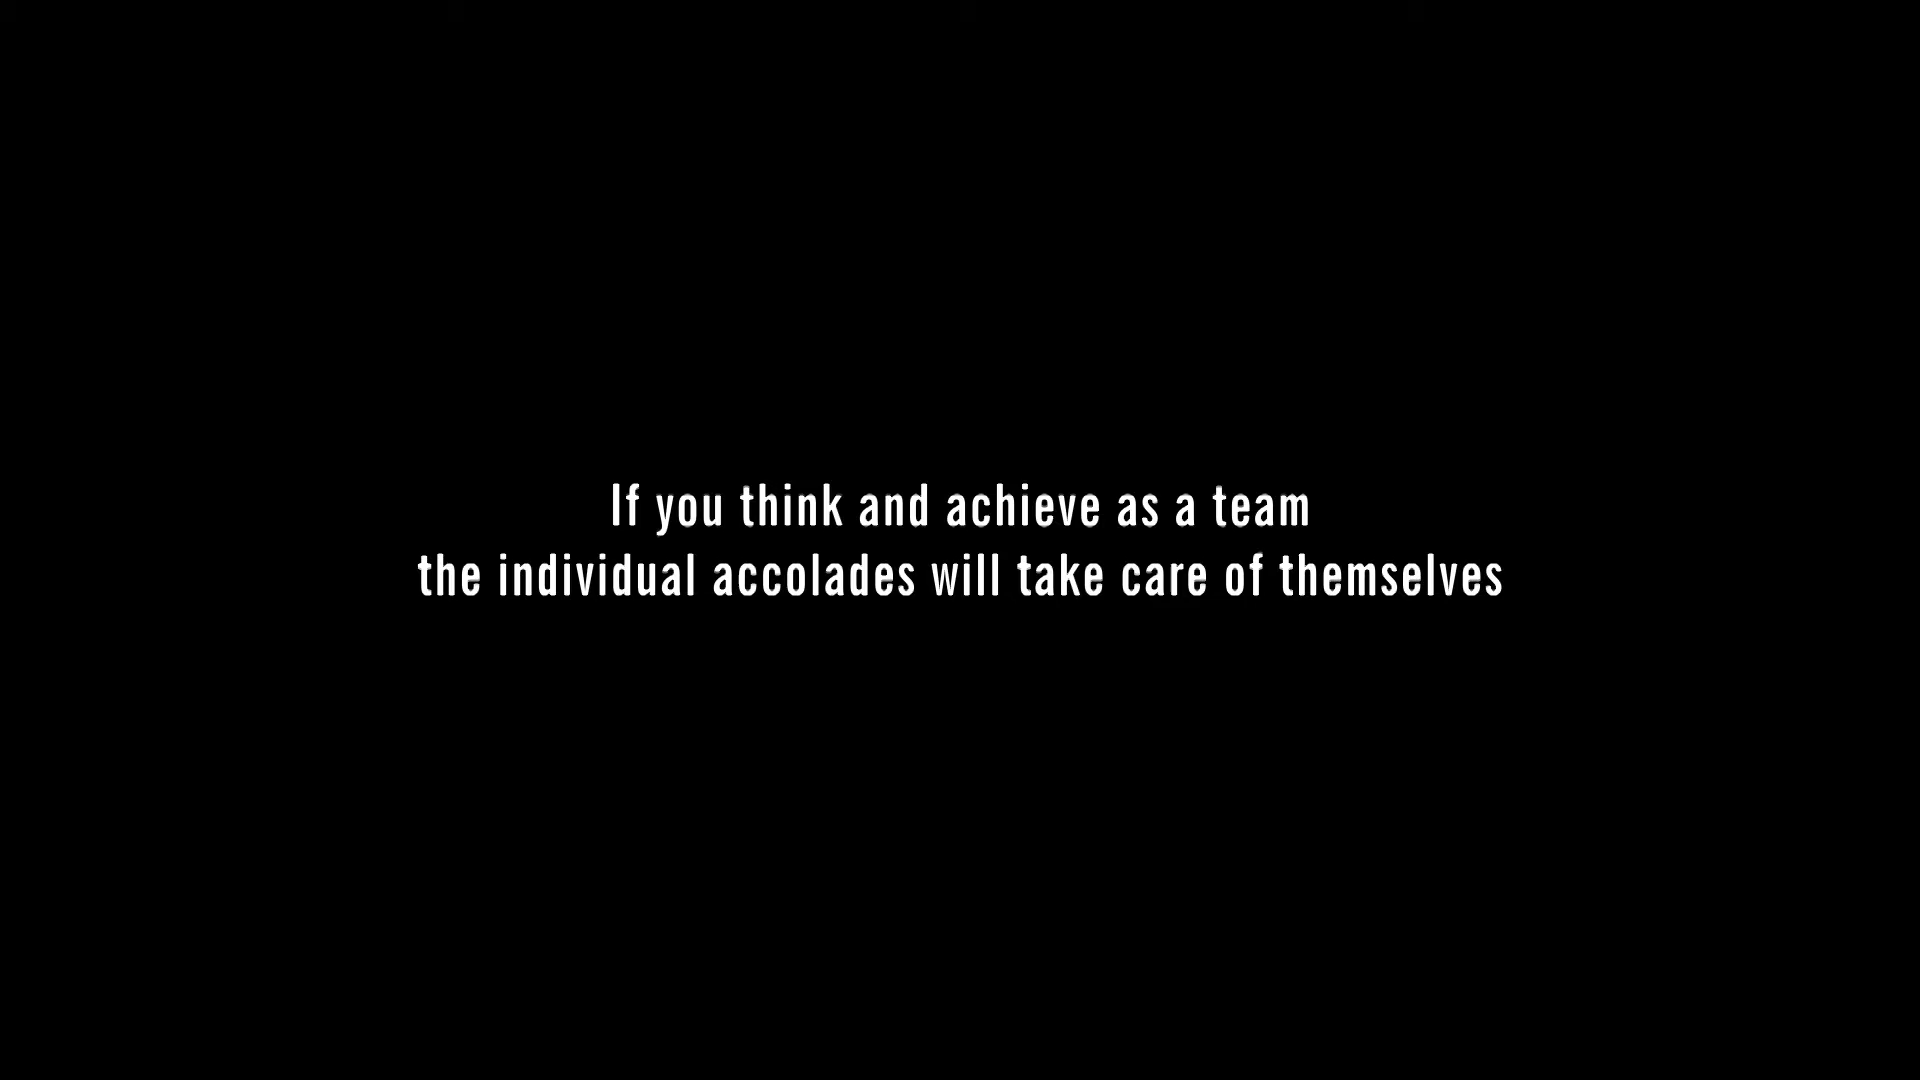 If you think and achieve as a team
the individual accolades will take care of themselves